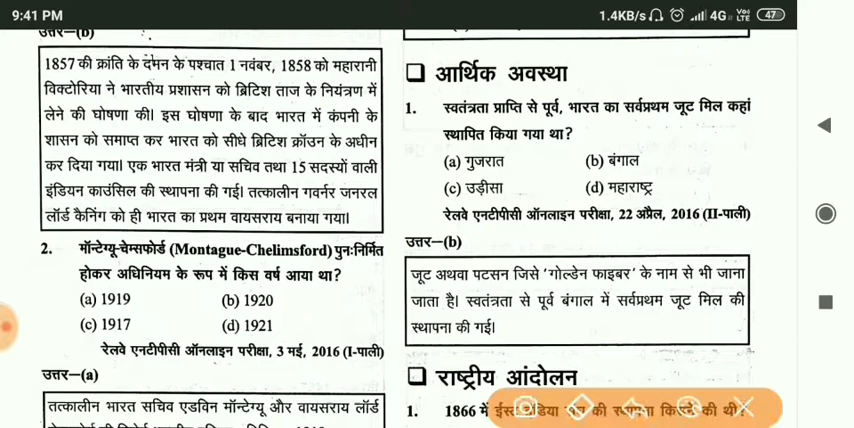 9:41 PM
1.4KB/s 4G Vo) LTE 47
उत्तर—(b)
1857 की क्रांति के दमन के पश्चात 1 नवंबर, 1858 को महारानी
विक्टोरिया ने भारतीय प्रशासन को ब्रिटिश ताज के नियंत्रण में
लेने की घोषणा की। इस घोषणा के बाद भारत में कंपनी के
शासन को समाप्त कर भारत को सीधे ब्रिटिश क्रॉउन के अधीन
कर दिया गया। एक भारत मंत्री या सचिव तथा 15 सदस्यों वाली
इंडियन काउंसिल की स्थापना की गई। तत्कालीन गवर्नर जनरल
लॉर्ड कैनिंग को ही भारत का प्रथम वायसराय बनाया गया।
2. मॉन्टेग्यू-चेम्सफोर्ड (Montague-Chelimsford) पुनःनिर्मित
होकर अधिनियम के रूप में किस वर्ष आया था?
(a) 1919 (b) 1920
(c) 1917 (d) 1921
रेलवे एनटीपीसी ऑनलाइन परीक्षा, 3 मई, 2016 (I-पाली)
उत्तर—(a)
तत्कालीन भारत सचिव एडविन मॉन्टेग्यू और वायसराय लॉर्ड
आर्थिक अवस्था
1. स्वतंत्रता प्राप्ति से पूर्व, भारत का सर्वप्रथम जूट मिल कहां
स्थापित किया गया था?
(a) गुजरात (b) बंगाल
(c) उड़ीसा (d) महाराष्ट्र
रेलवे एनटीपीसी ऑनलाइन परीक्षा, 22 अप्रैल, 2016 (II-पाली)
उत्तर—(b)
जूट अथवा पटसन जिसे ‘गोल्डेन फाइबर’ के नाम से भी जाना
जाता है। स्वतंत्रता से पूर्व बंगाल में सर्वप्रथम जूट मिल की
स्थापना की गई।
राष्ट्रीय आंदोलन
1. 1866 में ईस्ट की की थी?